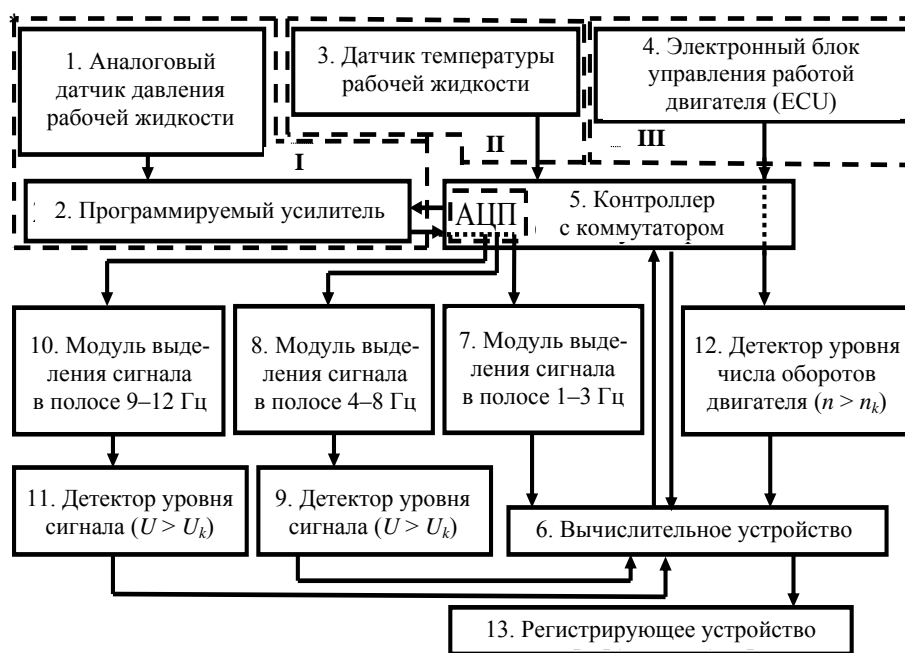 1. Аналоговый
датчик давления
рабочей жидкости
3. Датчик температуры
рабочей жидкости
4. Электронный блок
управления работой
двигателя (ECU)
I
II
III
2. Программируемый усилитель
АЦП
5. Контроллер
с коммутатором
10. Модуль выде-
ления сигнала
в полосе 9–12 Гц
8. Модуль выде-
ления сигнала
в полосе 4–8 Гц
7. Модуль выде-
ления сигнала
в полосе 1–3 Гц
12. Детектор уровня
числа оборотов
двигателя (n > nk)
11. Детектор уровня
сигнала (U > Uk)
9. Детектор уровня
сигнала (U > Uk)
6. Вычислительное устройство
13. Регистрирующее устройство